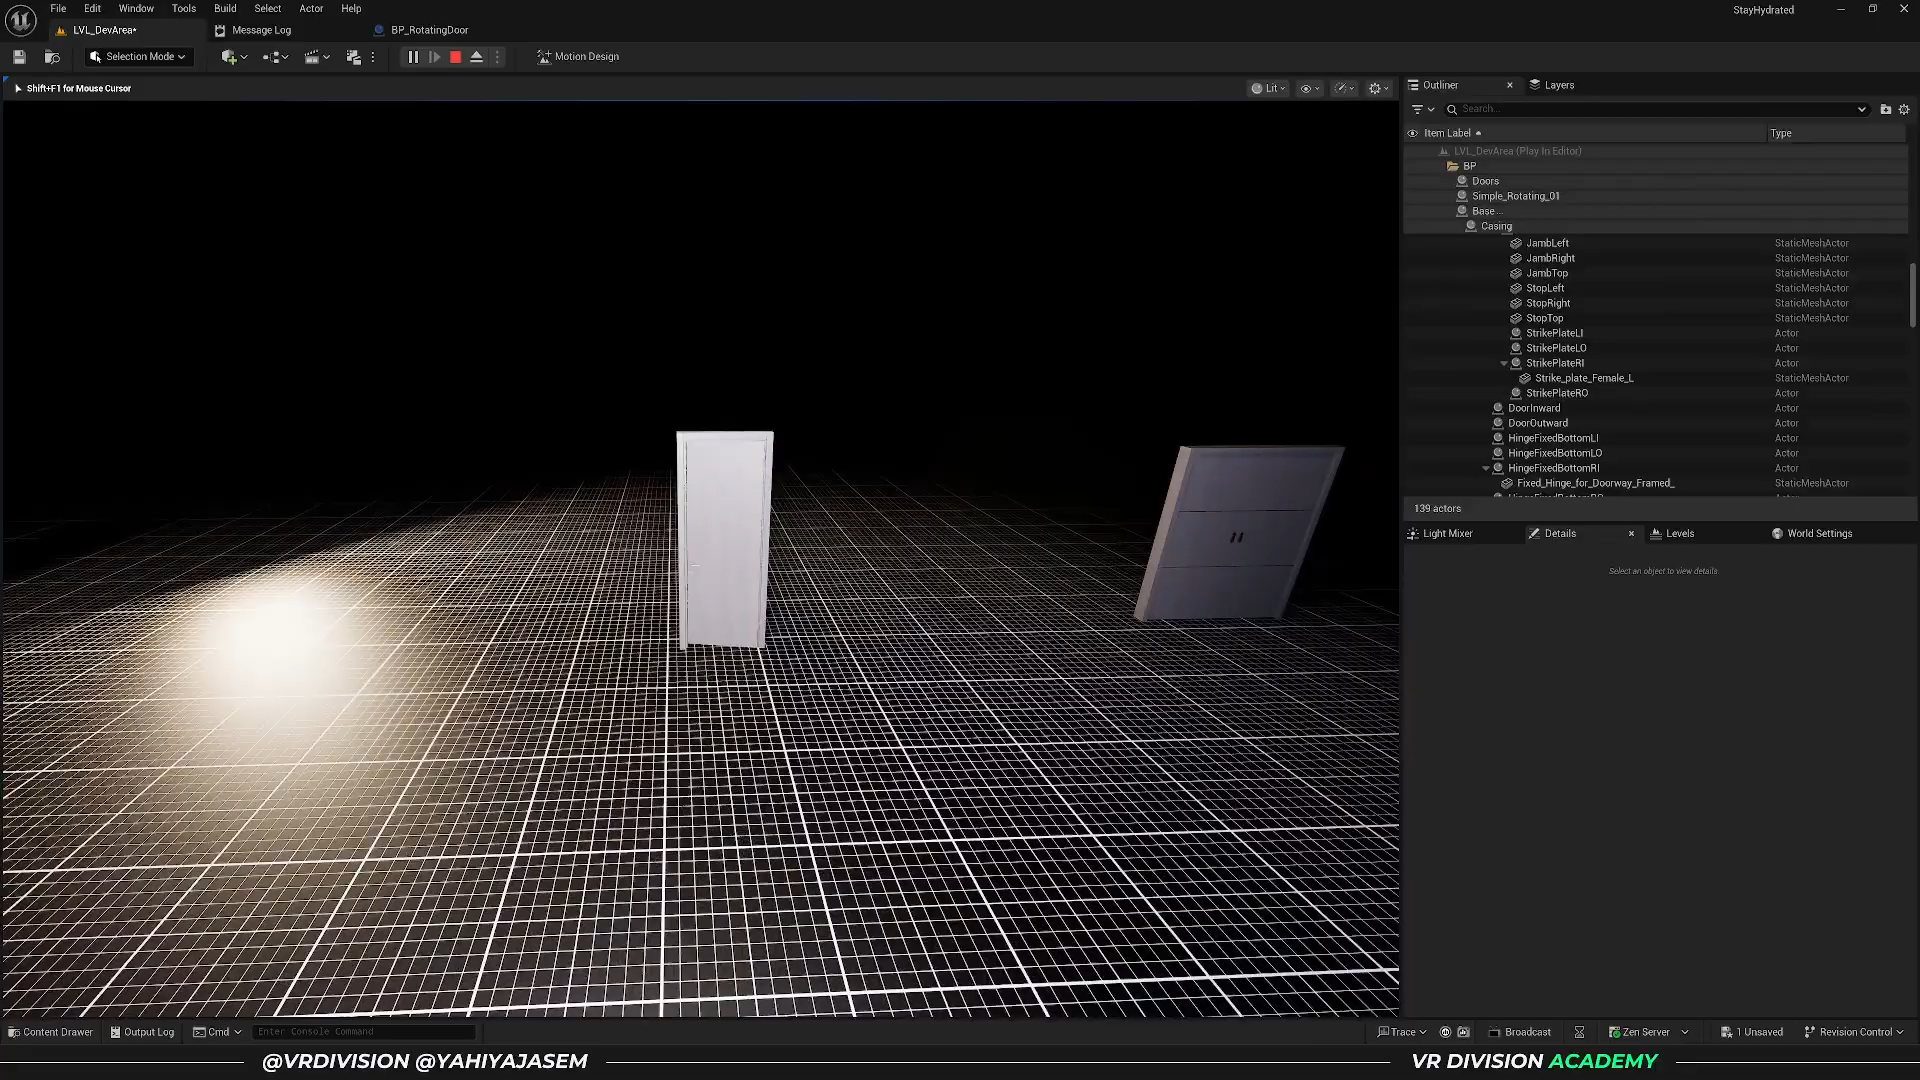 File Edit Window Tools Build Select Actor Help
StayHydrated
LVL_DevArea*
Message Log
BP_RotatingDoor
Selection Mode
Motion Design
Shift+F1 for Mouse Cursor
Lit
Outliner
Layers
Search...
Item Label
Type
LVL_DevArea (Play In Editor)
BP
Doors
Simple_Rotating_01
Base...
Casing
JambLeft StaticMeshActor
JambRight StaticMeshActor
JambTop StaticMeshActor
StopLeft StaticMeshActor
StopRight StaticMeshActor
StopTop StaticMeshActor
StrikePlateLI Actor
StrikePlateLO Actor
StrikePlateRI Actor
Strike_plate_Female_L StaticMeshActor
StrikePlateRO Actor
DoorInward Actor
DoorOutward Actor
HingeFixedBottomLI Actor
HingeFixedBottomLO Actor
HingeFixedBottomRI Actor
Fixed_Hinge_for_Doorway_Framed_ StaticMeshActor
139 actors
Light Mixer
Details
Levels
World Settings
Select an object to view details.
Content Drawer
Output Log
Cmd
Enter Console Command
Trace
Broadcast
Zen Server
1 Unsaved
Revision Control
@VRDIVISION @YAHIYAJASEM
VR DIVISION ACADEMY